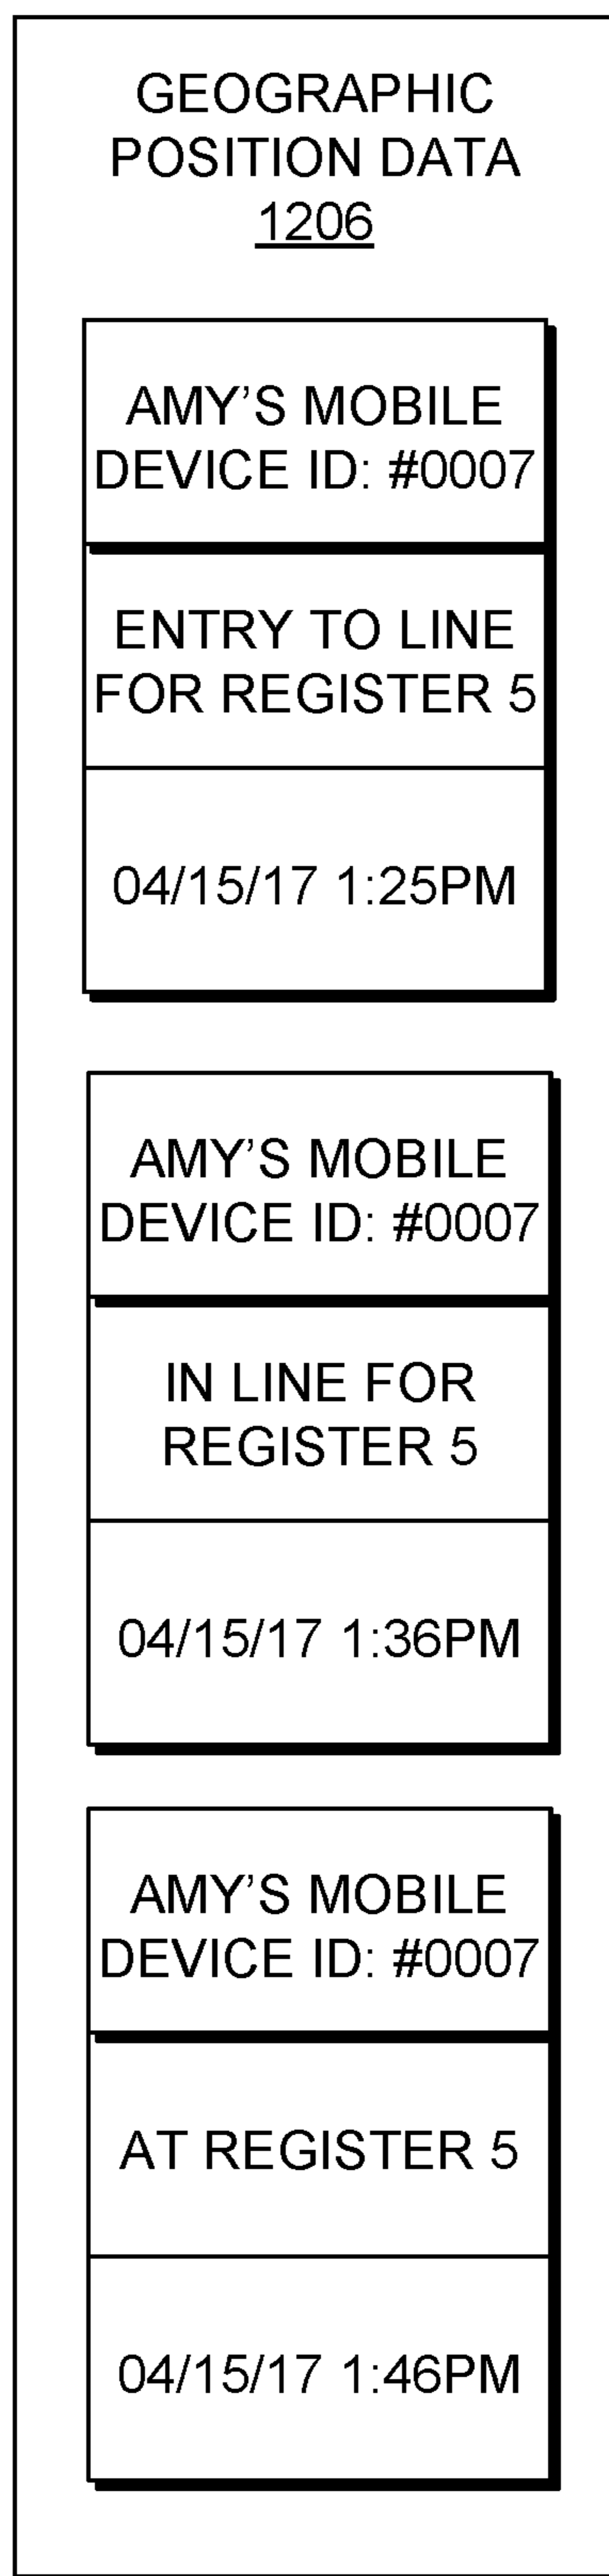 GEOGRAPHIC
POSITION DATA
1206
AMY’S MOBILE
DEVICE ID: #0007
ENTRY TO LINE
FOR REGISTER 5
04/15/17 1:25PM
AMY’S MOBILE
DEVICE ID: #0007
IN LINE FOR
REGISTER 5
04/15/17 1:36PM
AMY’S MOBILE
DEVICE ID: #0007
AT REGISTER 5
04/15/17 1:46PM